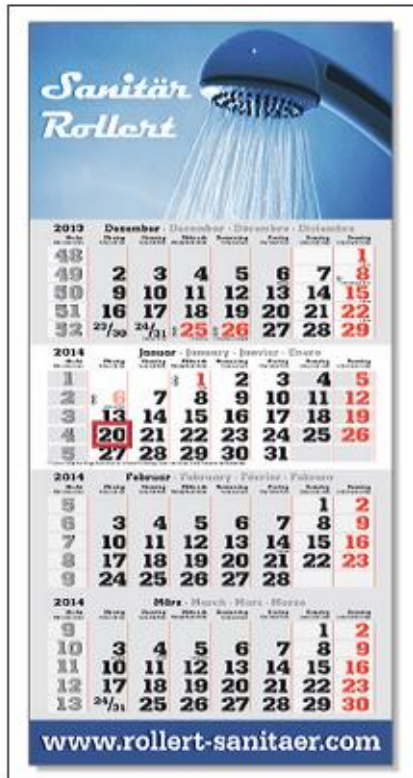 Sanitär
Rollert
2013 Dezember - December - Décembre - Diciembre
48 1
49 2 3 4 5 6 7 8
50 9 10 11 12 13 14 15
51 16 17 18 19 20 21 22
52 23/30 24/31 25 26 27 28 29
2014 Januar - January - Janvier - Enero
1 1 2 3 4 5
2 6 7 8 9 10 11 12
3 13 14 15 16 17 18 19
4 20 21 22 23 24 25 26
5 27 28 29 30 31
2014 Februar - February - Février - Febrero
5 1 2
6 3 4 5 6 7 8 9
7 10 11 12 13 14 15 16
8 17 18 19 20 21 22 23
9 24 25 26 27 28
2014 März - March - Mars - Marzo
9 1 2
10 3 4 5 6 7 8 9
11 10 11 12 13 14 15 16
12 17 18 19 20 21 22 23
13 24/31 25 26 27 28 29 30
www.rollert-sanitaer.com